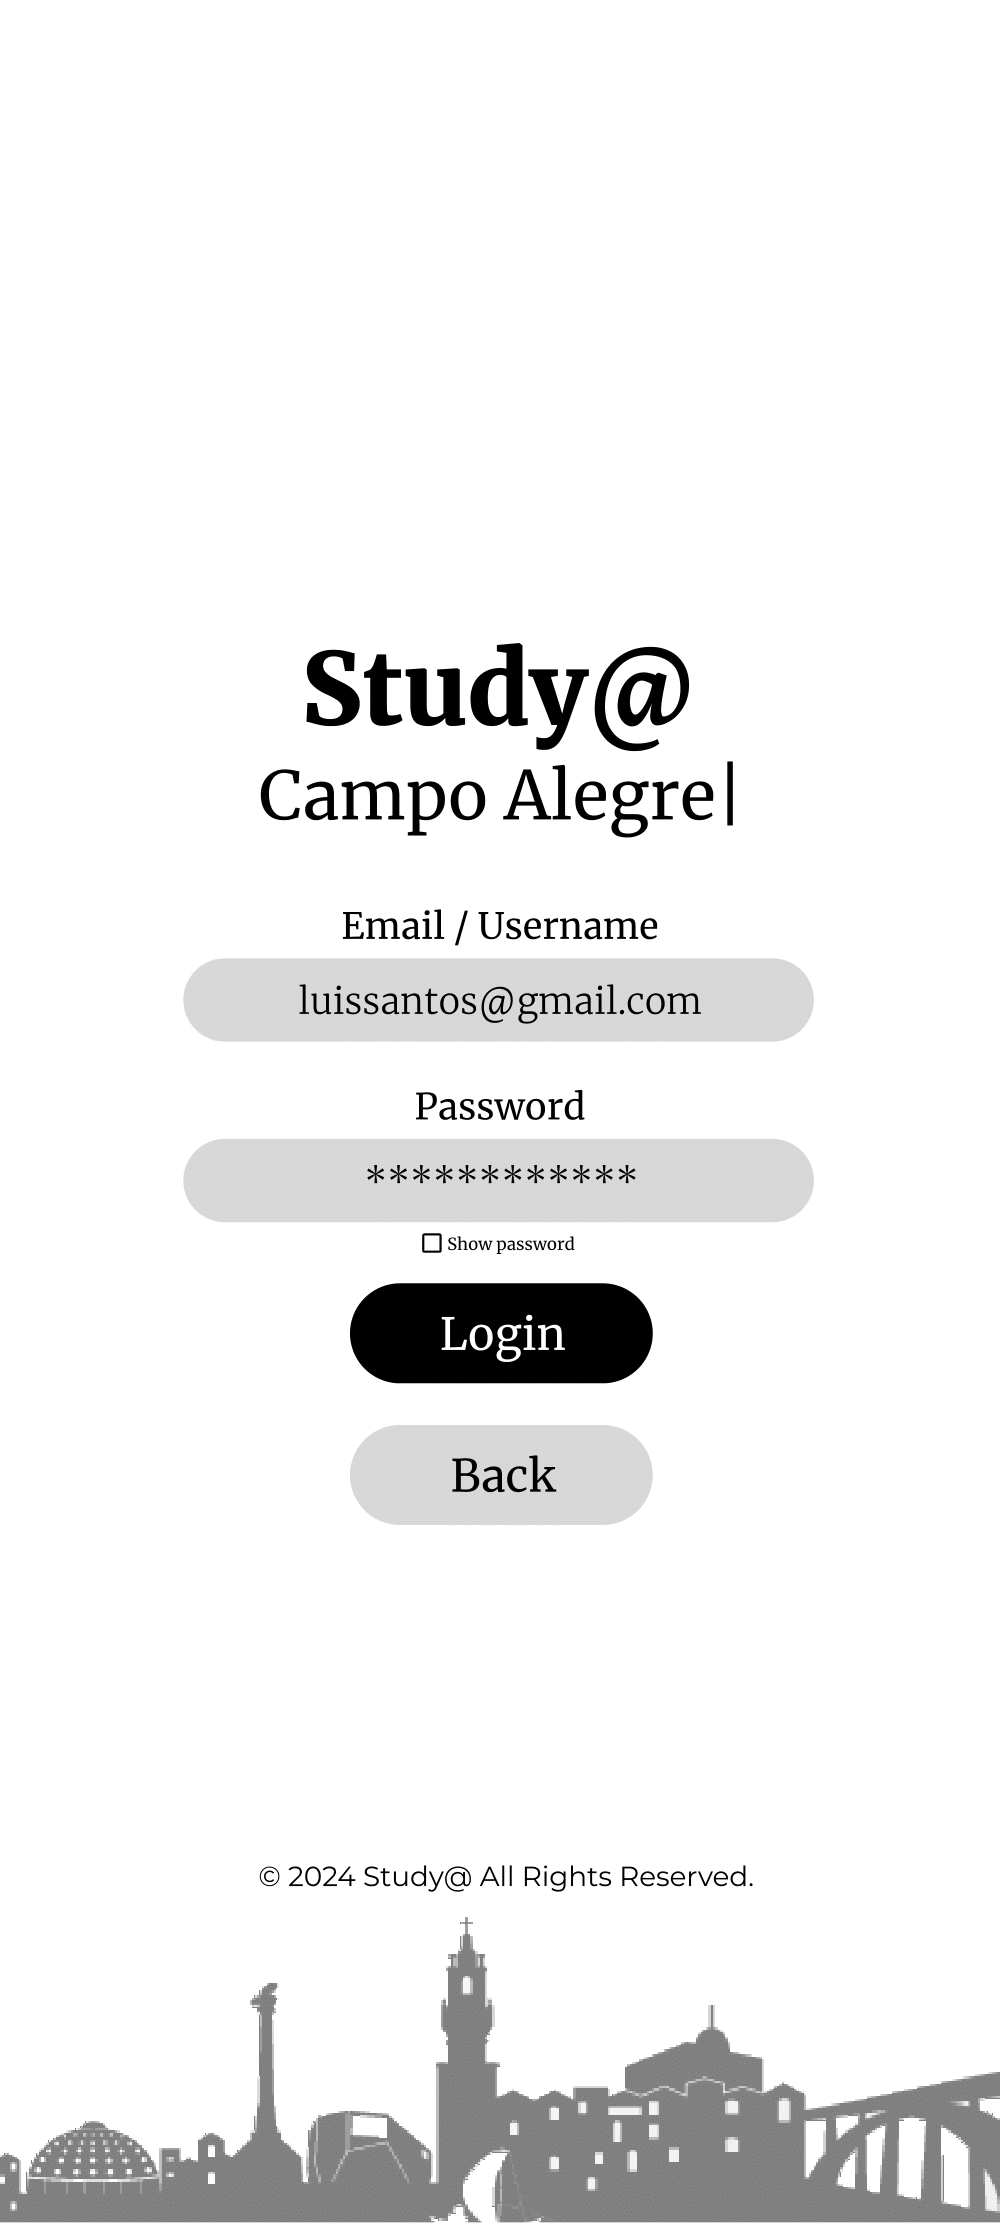 Study@
Campo Alegre|
Email / Username
luissantos@gmail.com
Password
************
Show password
Login
Back
© 2024 Study@ All Rights Reserved.